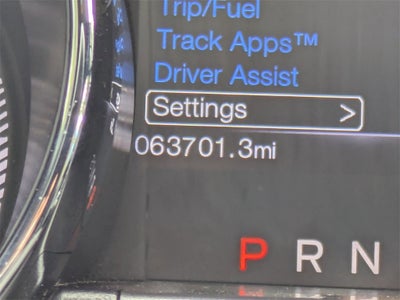 Trip/Fuel
Track Apps™
Driver Assist
Settings >
063701.3mi
P R N